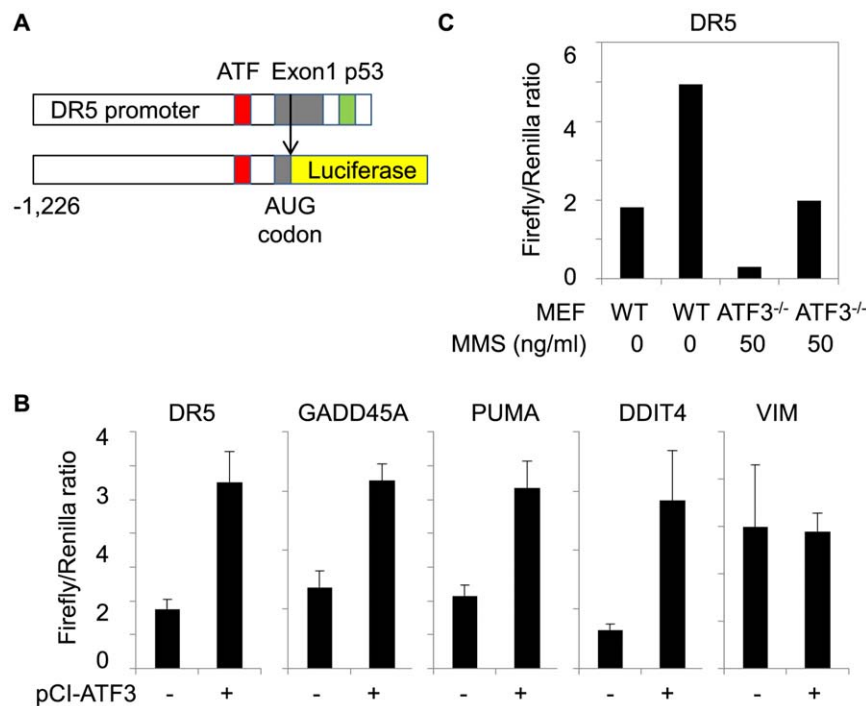 A
ATF Exon1 p53
DR5 promoter
Luciferase
-1,226 AUG
codon
C
DR5
Firefly/Renilla ratio
6
4
2
0
MEF WT WT ATF3-/- ATF3-/-
MMS (ng/ml) 0 0 50 50
B
DR5 GADD45A PUMA DDIT4 VIM
Firefly/Renilla ratio
4
3
4
2
0
pCI-ATF3 - + - + - + - + - +